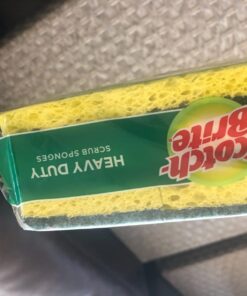 Scotch-
Brite
HEAVY DUTY
SCRUB SPONGES